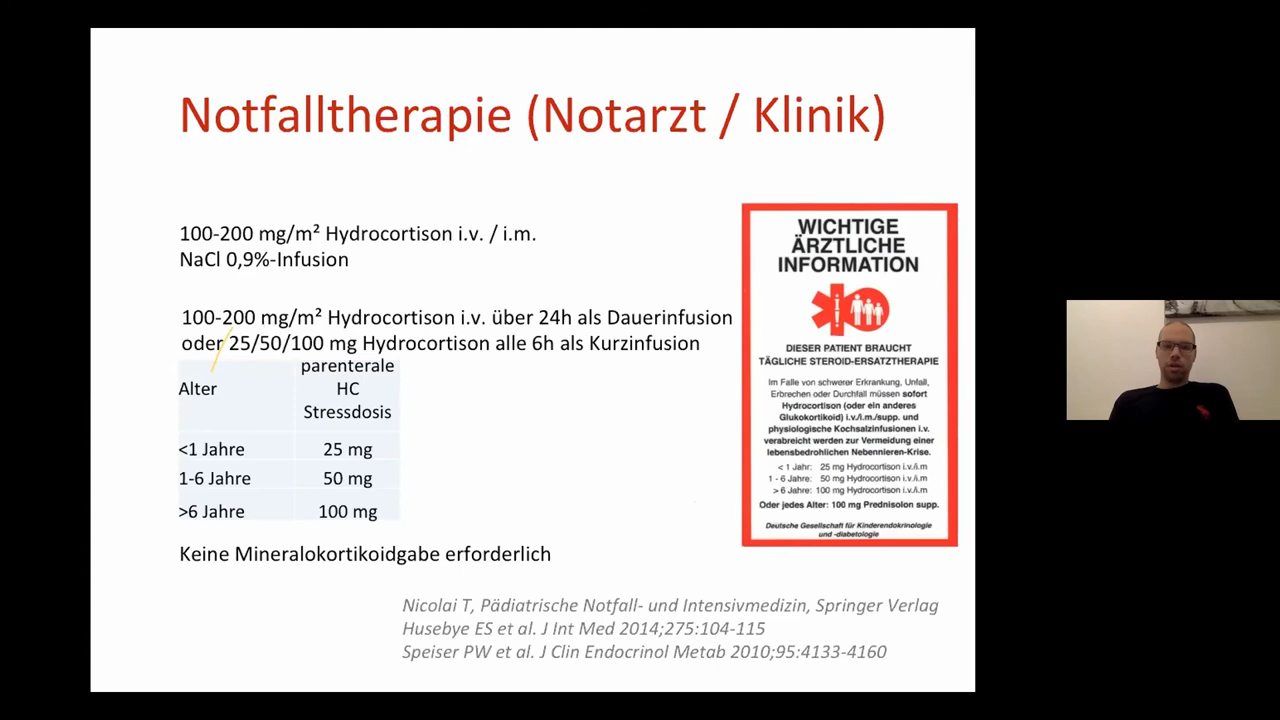 Notfalltherapie (Notarzt / Klinik)
100-200 mg/m² Hydrocortison i.v. / i.m.
NaCl 0,9%-Infusion
100-200 mg/m² Hydrocortison i.v. über 24h als Dauerinfusion
oder 25/50/100 mg Hydrocortison alle 6h als Kurzinfusion
Alter
parenterale
HC
Stressdosis
<1 Jahre 25 mg
1-6 Jahre 50 mg
>6 Jahre 100 mg
Keine Mineralokortikoidgabe erforderlich
WICHTIGE
ÄRZTLICHE
INFORMATION
DIESER PATIENT BRAUCHT
TÄGLICHE STEROID-ERSATZTHERAPIE
Im Falle von schwerer Erkrankung, Unfall,
Erbrechen oder Durchfall müssen sofort
Hydrocortison (oder ein anderes
Glukokortikoid) i.v./i.m./supp. und
physiologische Kochsalzinfusionen i.v.
verabreicht werden zur Vermeidung einer
lebensbedrohlichen Nebennieren-Krise.
< 1 Jahr: 25 mg Hydrocortison i.v./i.m
1 - 6 Jahre: 50 mg Hydrocortison i.v./i.m
> 6 Jahre: 100 mg Hydrocortison i.v./i.m
Oder jedes Alter: 100 mg Prednisolon supp.
Deutsche Gesellschaft für Kinderendokrinologie
und -diabetologie
Nicolai T, Pädiatrische Notfall- und Intensivmedizin, Springer Verlag
Husebye ES et al. J Int Med 2014;275:104-115
Speiser PW et al. J Clin Endocrinol Metab 2010;95:4133-4160